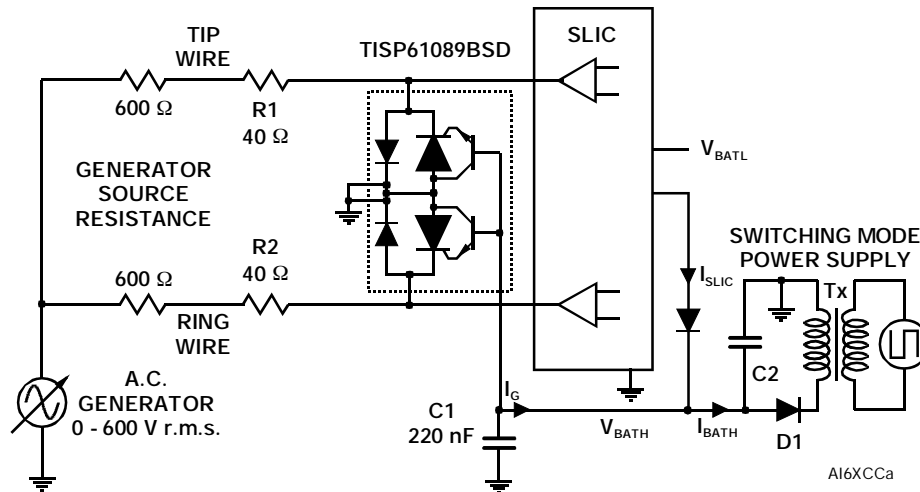 TIP
WIRE
600 Ω
R1
40 Ω
TISP61089BSD
SLIC
GENERATOR
SOURCE
RESISTANCE
V_BATL
R2
40 Ω
600 Ω
RING
WIRE
SWITCHING MODE
POWER SUPPLY
I_SLIC
Tx
C2
A.C.
GENERATOR
0 - 600 V r.m.s.
C1
220 nF
I_G
V_BATH
I_BATH
D1
AI6XCCa